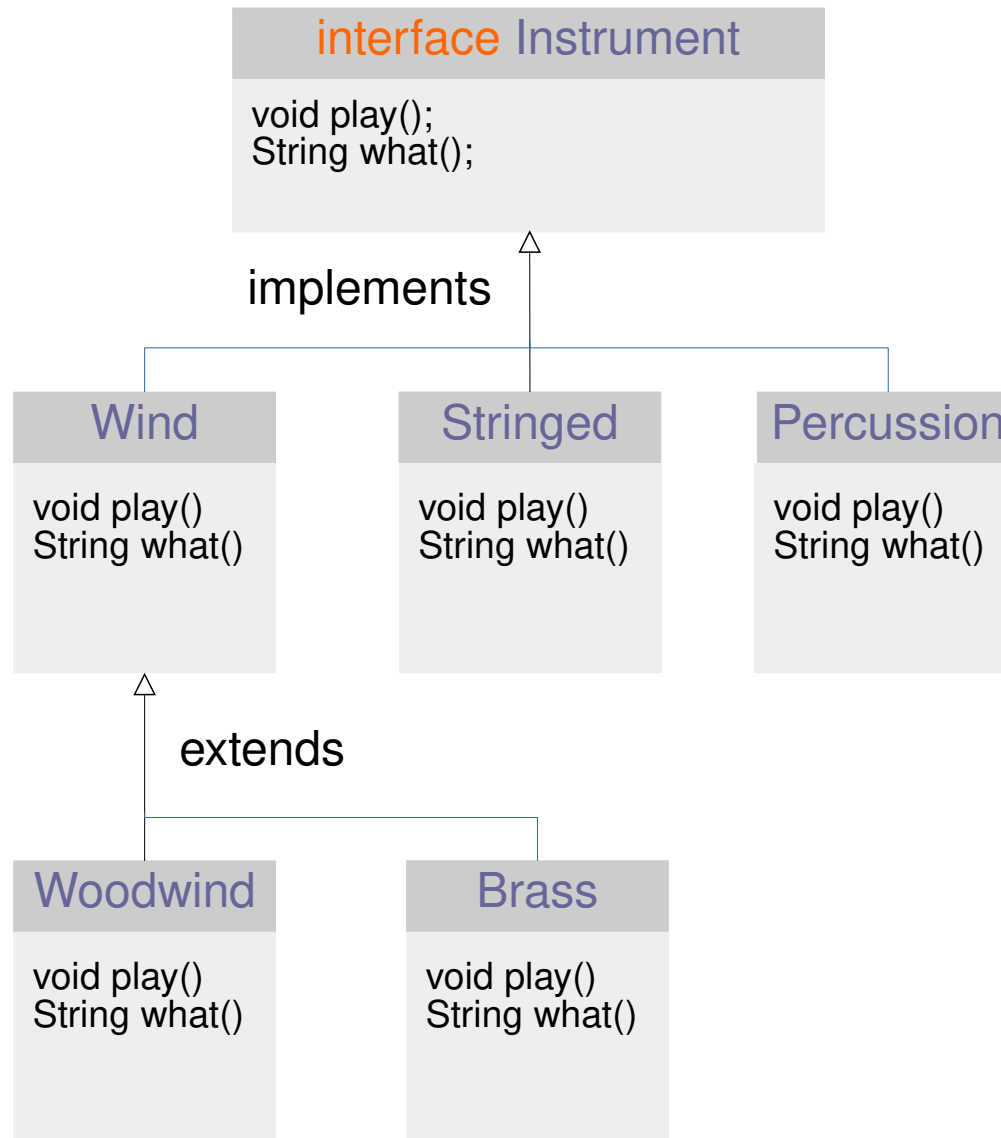 interface Instrument
void play();
String what();
implements
Wind
void play()
String what()
Stringed
void play()
String what()
Percussion
void play()
String what()
extends
Woodwind
void play()
String what()
Brass
void play()
String what()